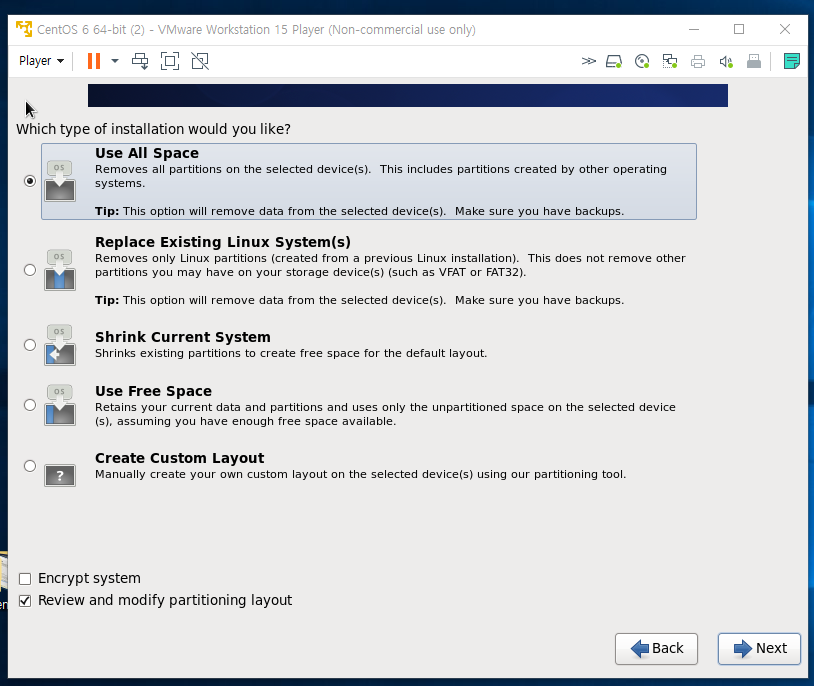 CentOS 6 64-bit (2) - VMware Workstation 15 Player (Non-commercial use only)
Player
Which type of installation would you like?
Use All Space
OS
Removes all partitions on the selected device(s).  This includes partitions created by other operating
systems.
Tip: This option will remove data from the selected device(s).  Make sure you have backups.
Replace Existing Linux System(s)
OS
Removes only Linux partitions (created from a previous Linux installation).  This does not remove other
partitions you may have on your storage device(s) (such as VFAT or FAT32).
Tip: This option will remove data from the selected device(s).  Make sure you have backups.
OS
Shrink Current System
Shrinks existing partitions to create free space for the default layout.
OS
Use Free Space
Retains your current data and partitions and uses only the unpartitioned space on the selected device
(s), assuming you have enough free space available.
Create Custom Layout
?
Manually create your own custom layout on the selected device(s) using our partitioning tool.
Encrypt system
Review and modify partitioning layout
Back
Next